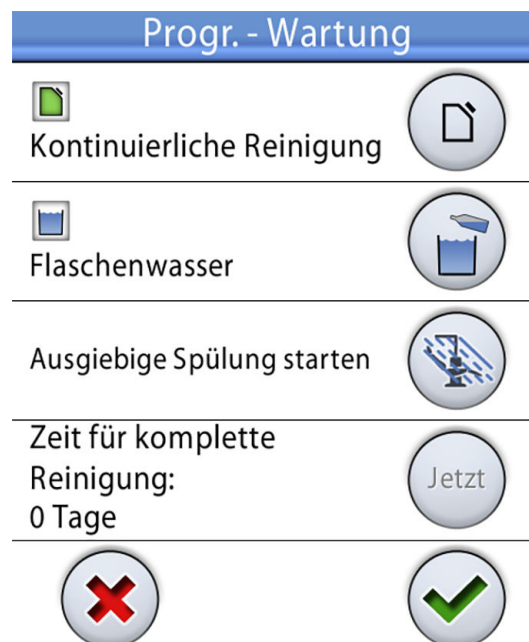 Progr. - Wartung
Kontinuierliche Reinigung
Flaschenwasser
Ausgiebige Spülung starten
Zeit für komplette
Reinigung:
0 Tage
Jetzt